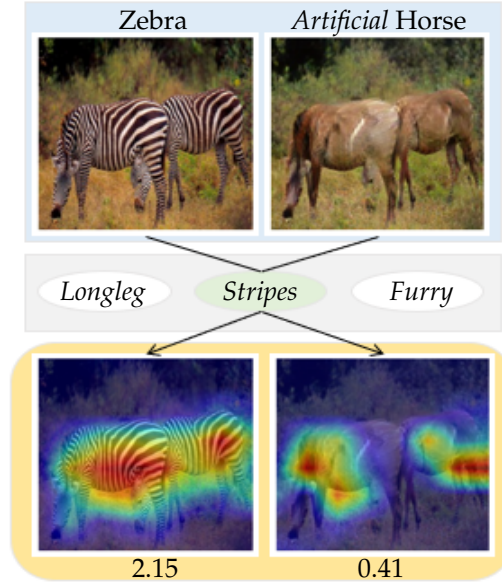 Zebra
Artificial Horse
Longleg
Stripes
Furry
2.15
0.41